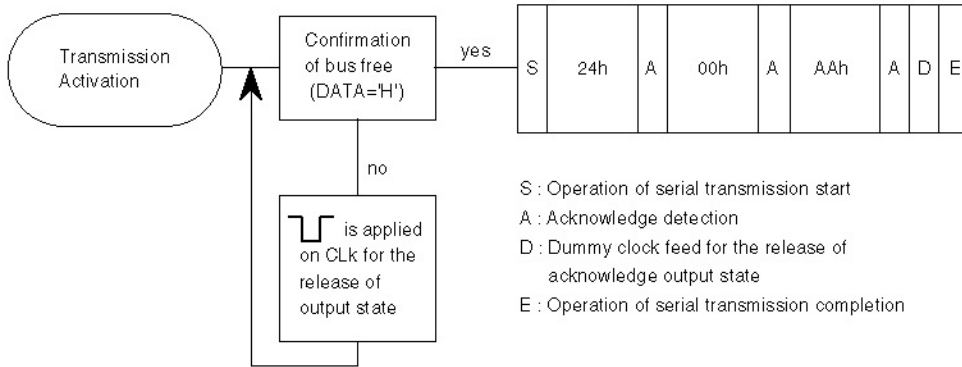 Transmission
Activation
Confirmation
of bus free
(DATA='H')
yes
S 24h A 00h A AAh A D E
no
is applied
on CLk for the
release of
output state
S : Operation of serial transmission start
A : Acknowledge detection
D : Dummy clock feed for the release of
acknowledge output state
E : Operation of serial transmission completion